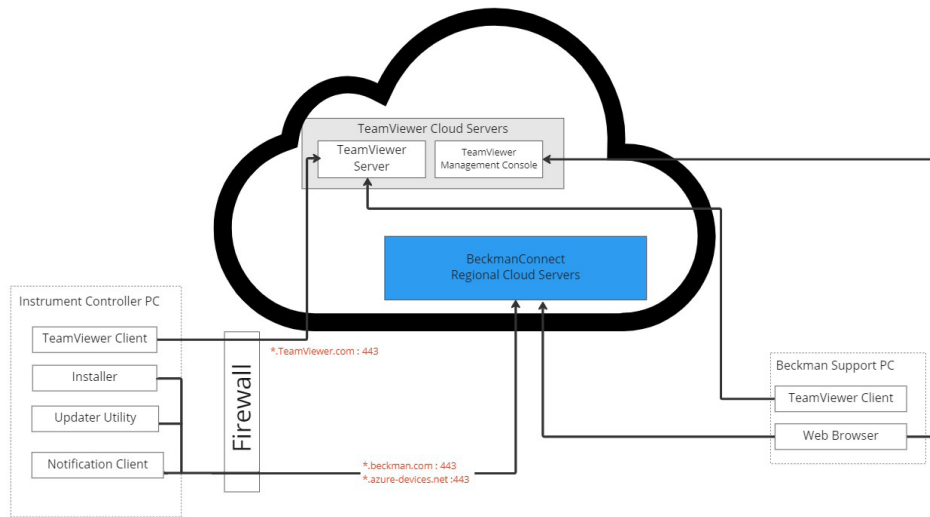 TeamViewer Cloud Servers
TeamViewer
Server
TeamViewer
Management Console
BeckmanConnect
Regional Cloud Servers
Instrument Controller PC
TeamViewer Client
Installer
Updater Utility
Notification Client
Firewall
*.TeamViewer.com : 443
*.beckman.com : 443
*.azure-devices.net :443
Beckman Support PC
TeamViewer Client
Web Browser